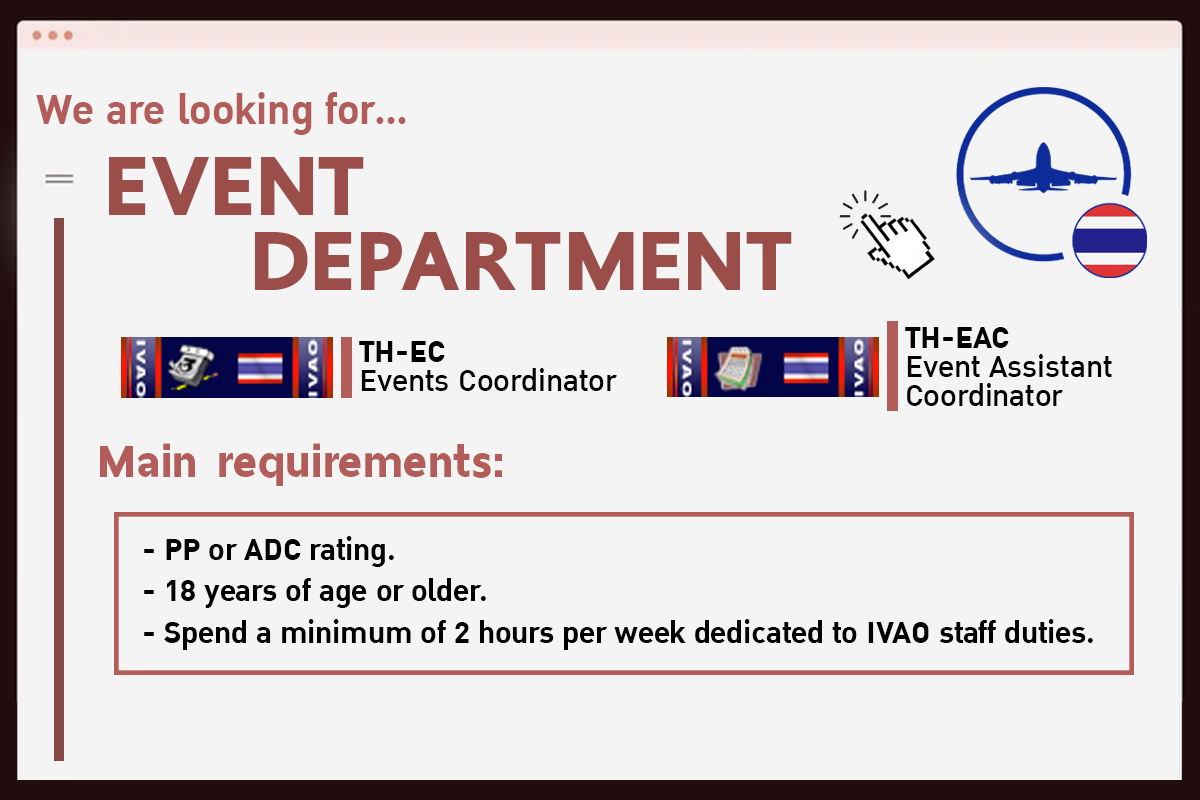 We are looking for...
EVENT
DEPARTMENT
IVAO
3
IVAO
TH-EC
Events Coordinator
IVAO
IVAO
TH-EAC
Event Assistant
Coordinator
Main requirements:
- PP or ADC rating.
- 18 years of age or older.
- Spend a minimum of 2 hours per week dedicated to IVAO staff duties.